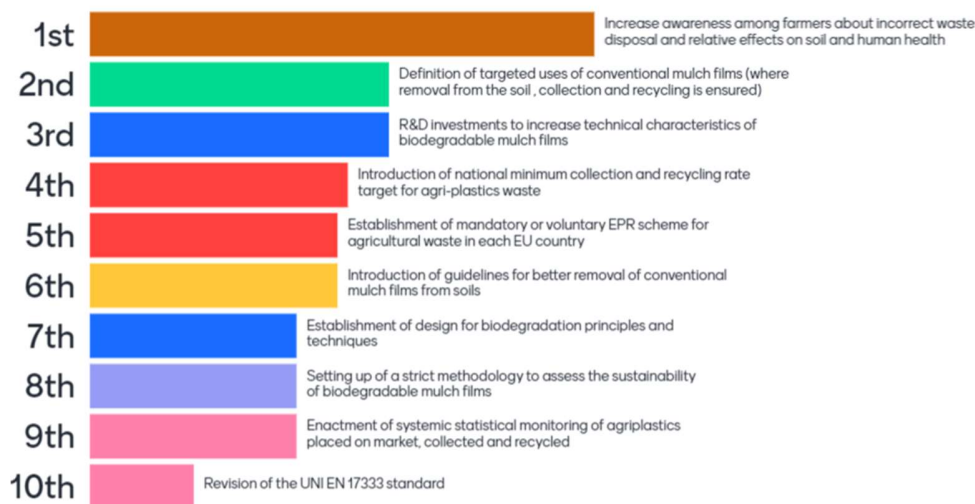 1st
Increase awareness among farmers about incorrect waste
disposal and relative effects on soil and human health
2nd
Definition of targeted uses of conventional mulch films (where
removal from the soil , collection and recycling is ensured)
3rd
R&D investments to increase technical characteristics of
biodegradable mulch films
4th
Introduction of national minimum collection and recycling rate
target for agri-plastics waste
5th
Establishment of mandatory or voluntary EPR scheme for
agricultural waste in each EU country
6th
Introduction of guidelines for better removal of conventional
mulch films from soils
7th
Establishment of design for biodegradation principles and
techniques
8th
Setting up of a strict methodology to assess the sustainability
of biodegradable mulch films
9th
Enactment of systemic statistical monitoring of agriplastics
placed on market, collected and recycled
10th
Revision of the UNI EN 17333 standard